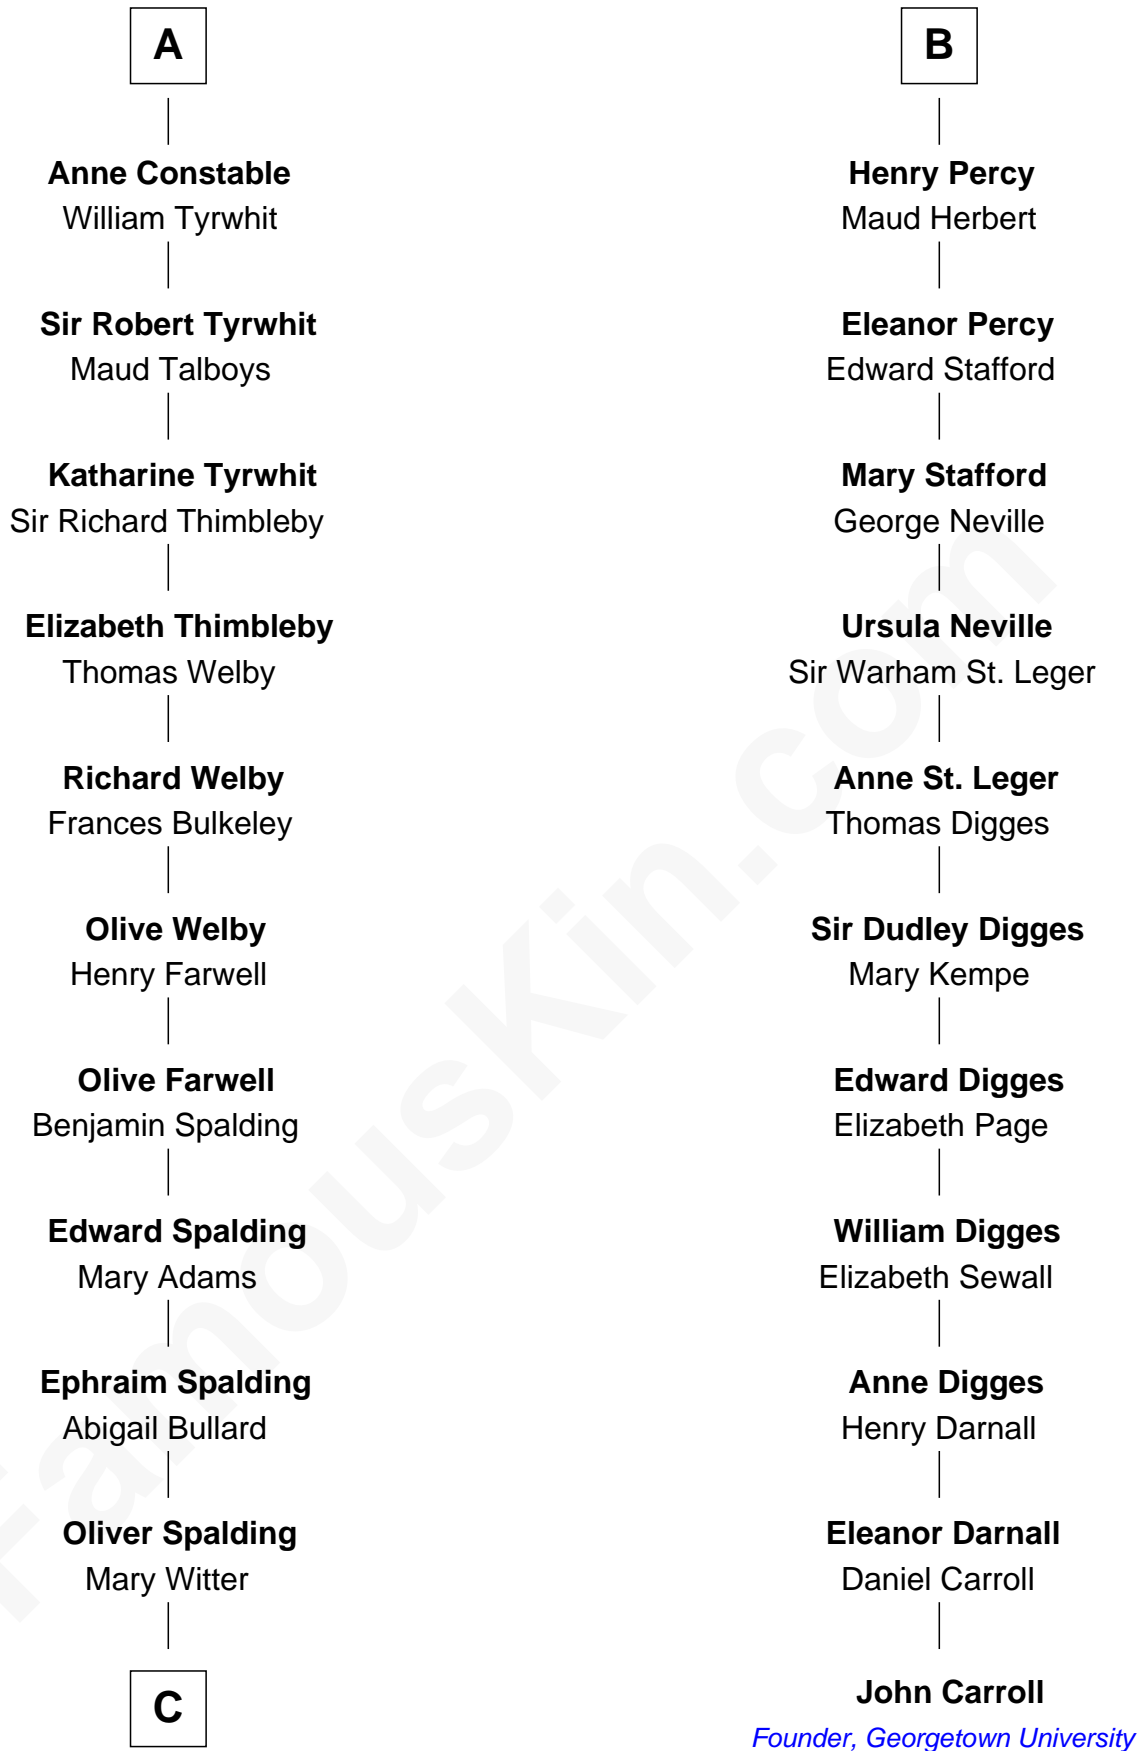 A
Anne Constable
William Tyrwhit
Sir Robert Tyrwhit
Maud Talboys
Katharine Tyrwhit
Sir Richard Thimbleby
Elizabeth Thimbleby
Thomas Welby
Richard Welby
Frances Bulkeley
Olive Welby
Henry Farwell
Olive Farwell
Benjamin Spalding
Edward Spalding
Mary Adams
Ephraim Spalding
Abigail Bullard
Oliver Spalding
Mary Witter
C
B
Henry Percy
Maud Herbert
Eleanor Percy
Edward Stafford
Mary Stafford
George Neville
Ursula Neville
Sir Warham St. Leger
Anne St. Leger
Thomas Digges
Sir Dudley Digges
Mary Kempe
Edward Digges
Elizabeth Page
William Digges
Elizabeth Sewall
Anne Digges
Henry Darnall
Eleanor Darnall
Daniel Carroll
John Carroll
Founder, Georgetown University
FamousKin.com